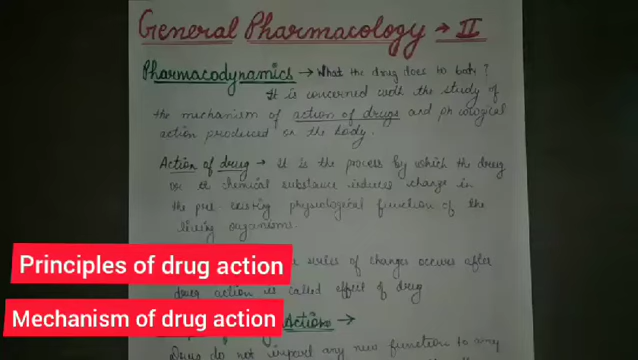 General Pharmacology → II
Pharmacodynamics → What the drug does to body?
It is concerned with the study of
the mechanism of action of drugs and physiological
action produced on the body.
Action of drug → It is the process by which the drug
or chemical substance induces change in
the pre-existing physiological function of the
living organisms.
series of changes occurs after
drug action is called effect of drug
Principles of drug action
Mechanism of drug action
Action →
Drug do not impart any new function to any